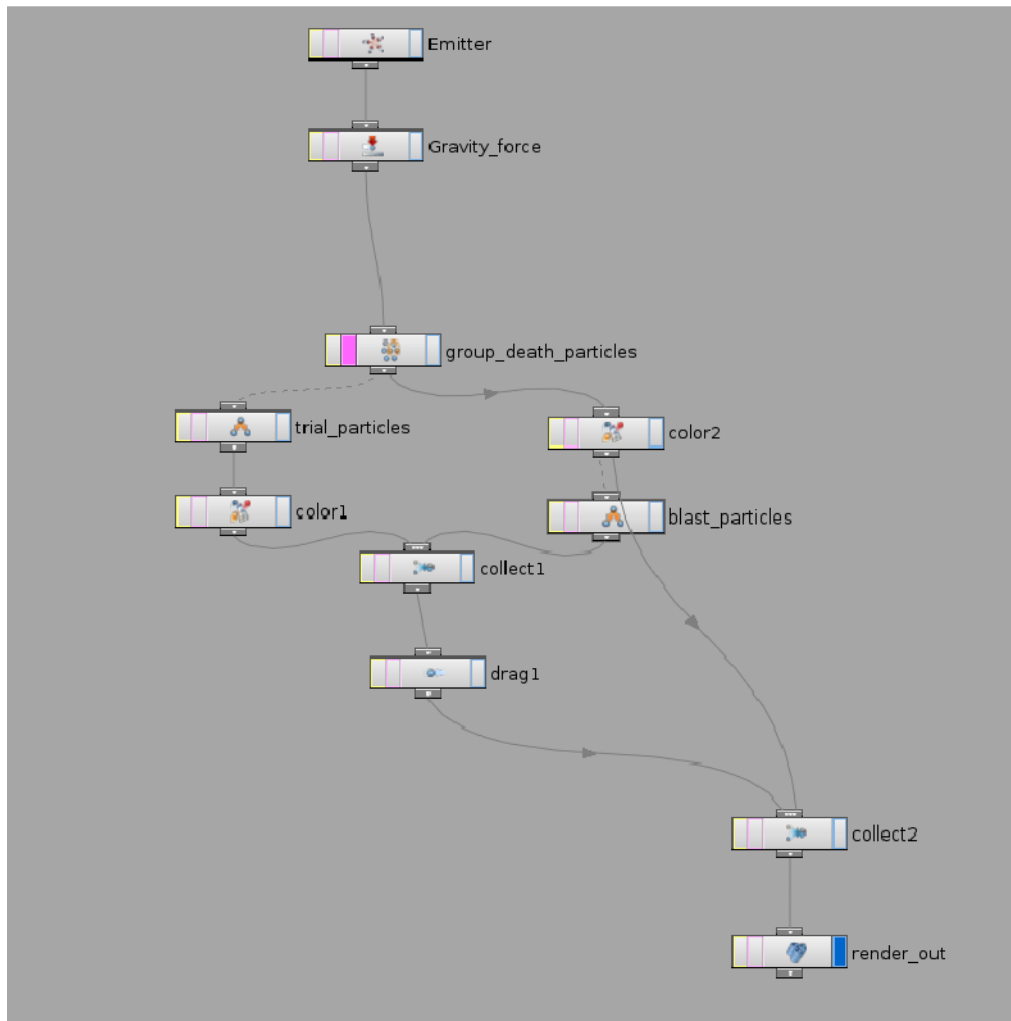 Emitter
Gravity_force
group_death_particles
trial_particles
color2
color1
blast_particles
collect1
drag1
collect2
render_out